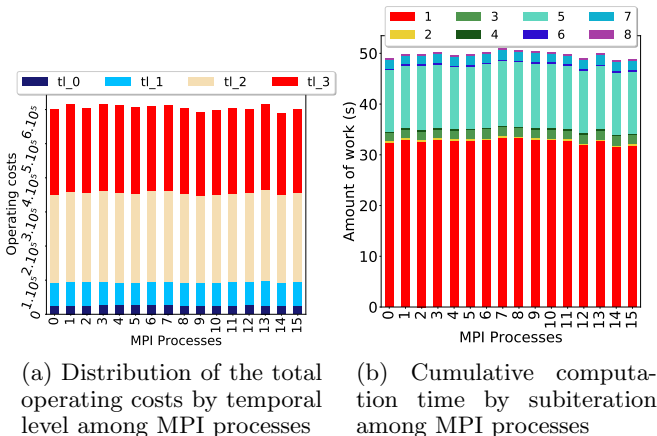 tl_0 tl_1 tl_2 tl_3
Operating costs
6.10⁵
5.10⁵
4.10⁵
3.10⁵
2.10⁵
1.10⁵
0
0 1 2 3 4 5 6 7 8 9 10 11 12 13 14 15
MPI Processes
(a) Distribution of the total
operating costs by temporal
level among MPI processes
1 3 5 7
2 4 6 8
Amount of work (s)
50
40
30
20
10
0
0 1 2 3 4 5 6 7 8 9 10 11 12 13 14 15
MPI Processes
(b) Cumulative computa-
tion time by subiteration
among MPI processes